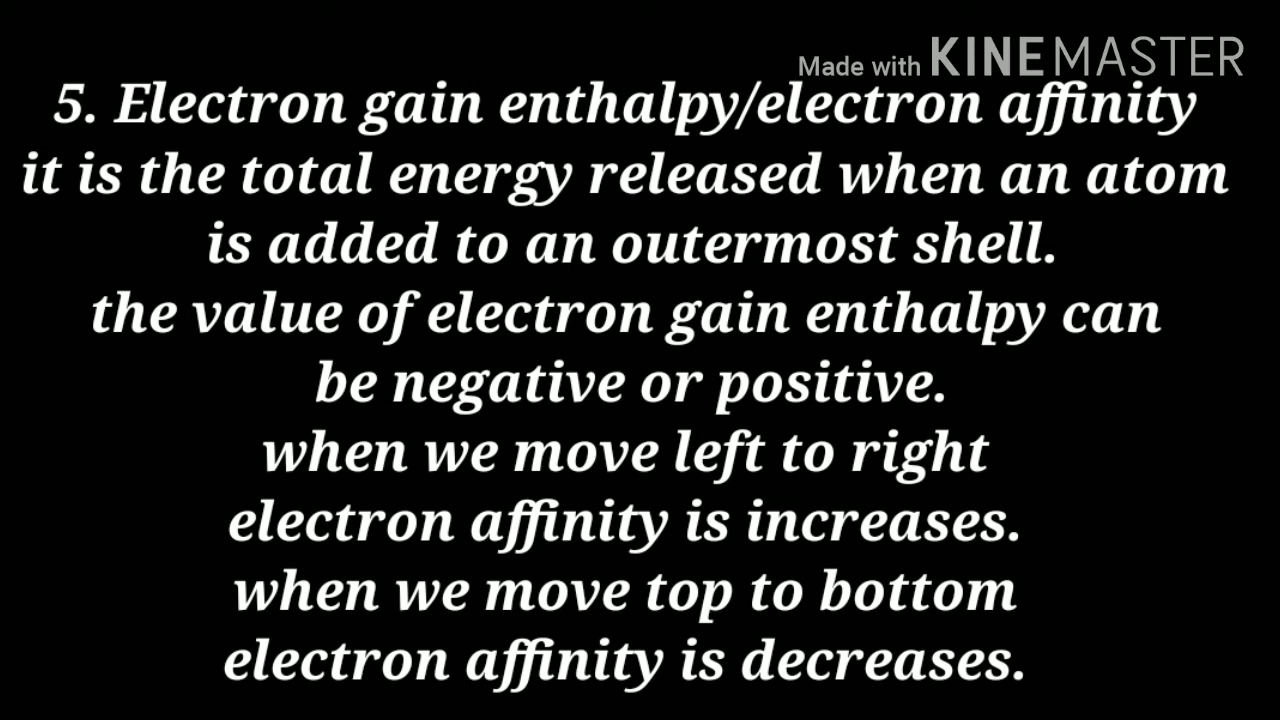 Made with KINEMASTER
5. Electron gain enthalpy/electron affinity
it is the total energy released when an atom
is added to an outermost shell.
the value of electron gain enthalpy can
be negative or positive.
when we move left to right
electron affinity is increases.
when we move top to bottom
electron affinity is decreases.